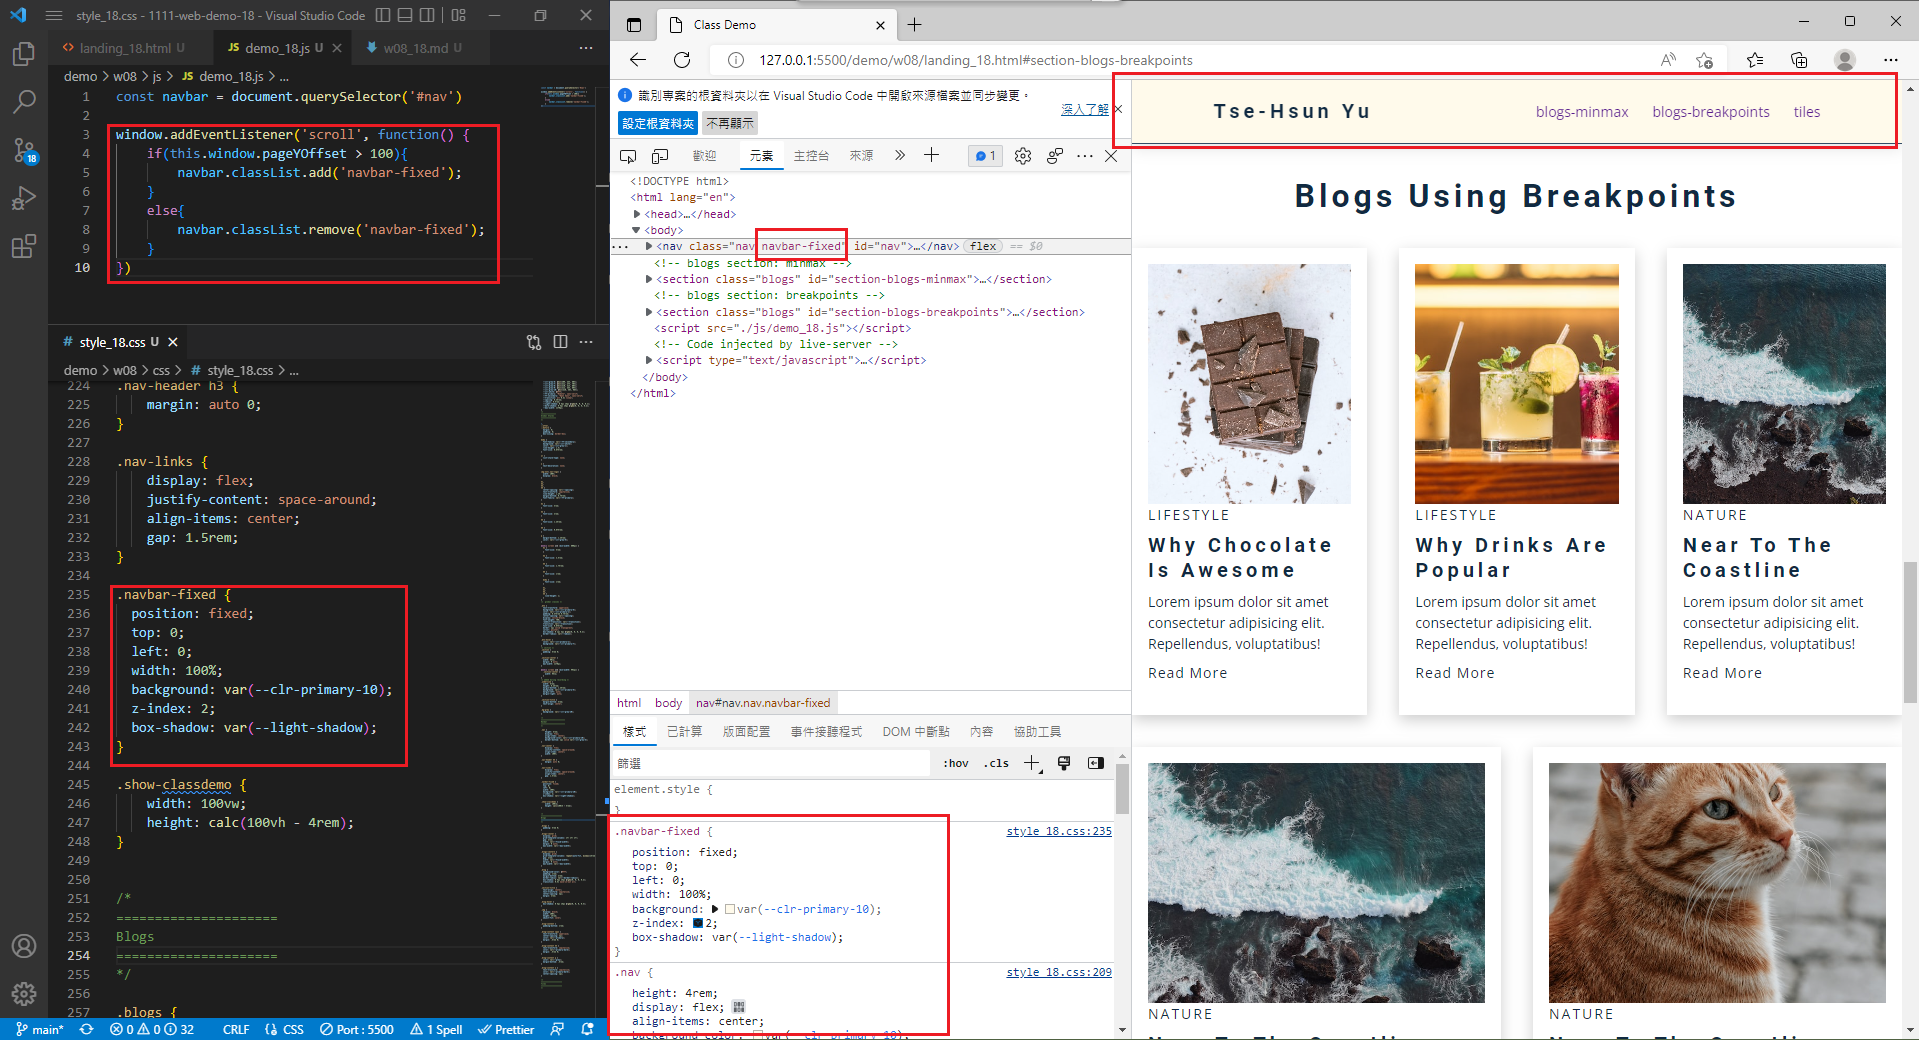 style_18.css - 1111-web-demo-18 - Visual Studio Code
landing_18.html U
JS demo_18.js U
w08_18.md U
demo > w08 > js > JS demo_18.js > ...
1 const navbar = document.querySelector('#nav')
2
3 window.addEventListener('scroll', function() {
4 if(this.window.pageYOffset > 100){
5 navbar.classList.add('navbar-fixed');
6 }
7 else{
8 navbar.classList.remove('navbar-fixed');
9 }
10 })
18
# style_18.css U
demo > w08 > css > # style_18.css > ...
224 .nav-header h3 {
225 margin: auto 0;
226 }
227
228 .nav-links {
229 display: flex;
230 justify-content: space-around;
231 align-items: center;
232 gap: 1.5rem;
233 }
234
235 .navbar-fixed {
236 position: fixed;
237 top: 0;
238 left: 0;
239 width: 100%;
240 background: var(--clr-primary-10);
241 z-index: 2;
242 box-shadow: var(--light-shadow);
243 }
244
245 .show-classdemo {
246 width: 100vw;
247 height: calc(100vh - 4rem);
248 }
249
250
251 /*
252 =====================
253 Blogs
254 =====================
255 */
256
257 .blogs {
main* 0 0 32 CRLF CSS Port : 5500 1 Spell Prettier
Class Demo
127.0.0.1:5500/demo/w08/landing_18.html#section-blogs-breakpoints
識別專案的根資料夾以在 Visual Studio Code 中開啟來源檔案並同步變更。
深入了解
設定根資料夾 不再顯示
歡迎 元素 主控台 來源 1
<!DOCTYPE html>
<html lang="en">
<head>…</head>
<body>
<nav class="nav navbar-fixed" id="nav">…</nav> flex == $0
<!-- blogs section: minmax -->
<section class="blogs" id="section-blogs-minmax">…</section>
<!-- blogs section: breakpoints -->
<section class="blogs" id="section-blogs-breakpoints">…</section>
<script src="./js/demo_18.js"></script>
<!-- Code injected by live-server -->
<script type="text/javascript">…</script>
</body>
</html>
html body nav#nav.nav.navbar-fixed
樣式 已計算 版面配置 事件接聽程式 DOM 中斷點 內容 協助工具
篩選 :hov .cls
element.style {
}
.navbar-fixed { style_18.css:235
position: fixed;
top: 0;
left: 0;
width: 100%;
background: var(--clr-primary-10);
z-index: 2;
box-shadow: var(--light-shadow);
}
.nav { style_18.css:209
height: 4rem;
display: flex;
align-items: center;
background-color: var(--clr-primary-10);
Tse-Hsun Yu
blogs-minmax blogs-breakpoints tiles
Blogs Using Breakpoints
LIFESTYLE
Why Chocolate
Is Awesome
Lorem ipsum dolor sit amet
consectetur adipisicing elit.
Repellendus, voluptatibus!
Read More
LIFESTYLE
Why Drinks Are
Popular
Lorem ipsum dolor sit amet
consectetur adipisicing elit.
Repellendus, voluptatibus!
Read More
NATURE
Near To The
Coastline
Lorem ipsum dolor sit amet
consectetur adipisicing elit.
Repellendus, voluptatibus!
Read More
NATURE
Near To The Coastline
NATURE
Near To The Coastline